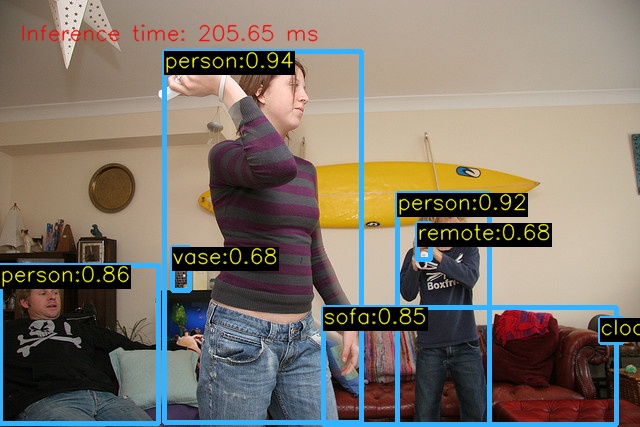 Inference time: 205.65 ms
person:0.94
person:0.92
remote:0.68
vase:0.68
person:0.86
Boxfre
sofa:0.85
cloc